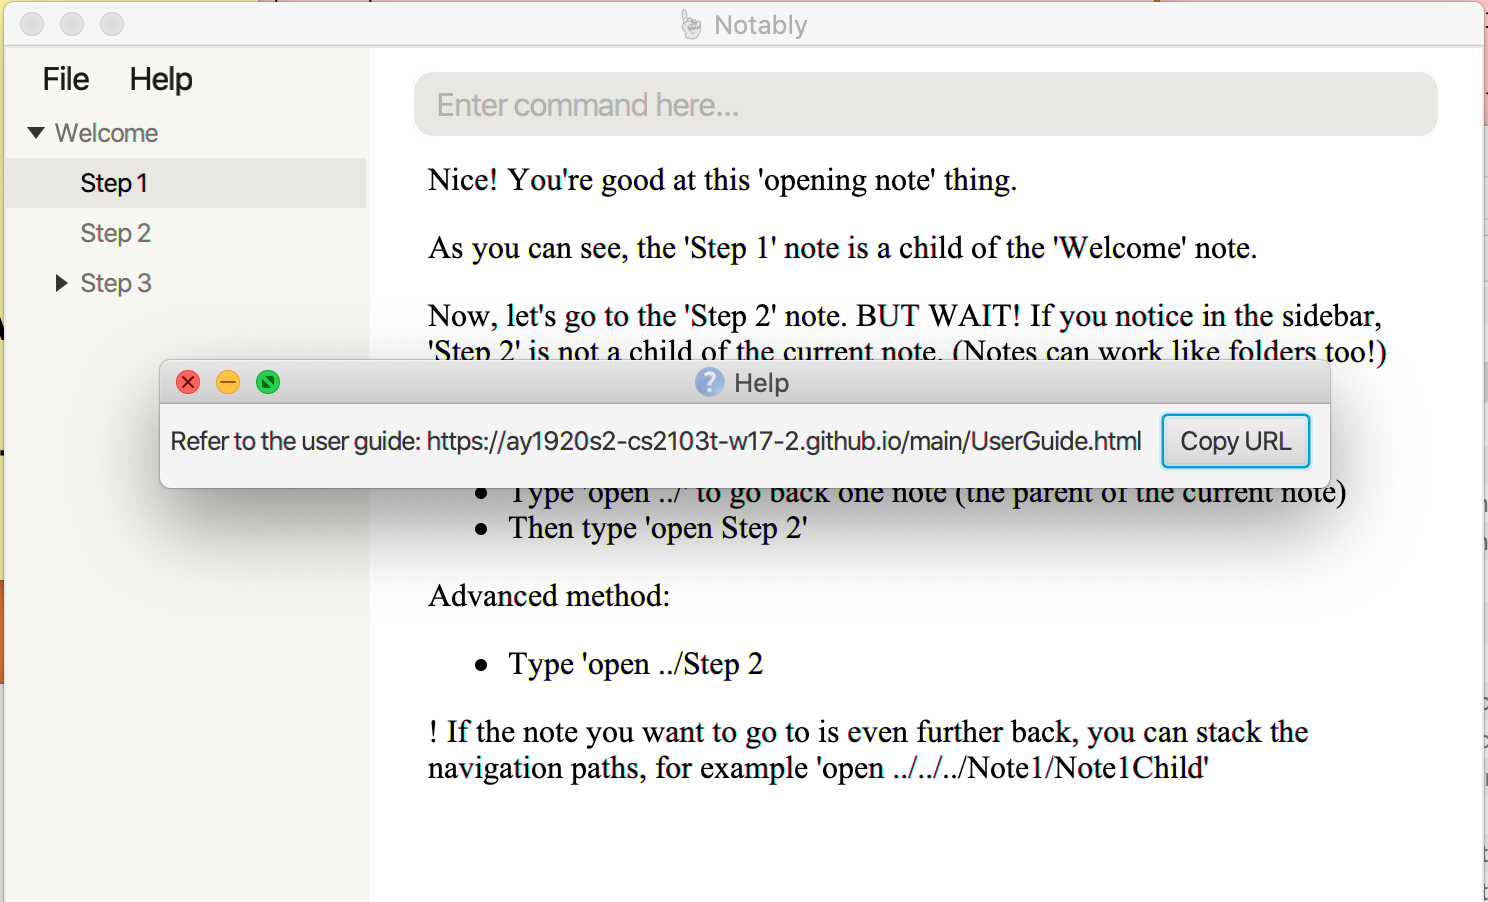 Notably
File Help
Enter command here...
Welcome
Step 1
Step 2
Step 3
Nice! You're good at this 'opening note' thing.
As you can see, the 'Step 1' note is a child of the 'Welcome' note.
Now, let's go to the 'Step 2' note. BUT WAIT! If you notice in the sidebar,
'Step 2' is not a child of the current note. (Notes can work like folders too!)
Help
Refer to the user guide: https://ay1920s2-cs2103t-w17-2.github.io/main/UserGuide.html
Copy URL
Type 'open ../' to go back one note (the parent of the current note)
Then type 'open Step 2'
Advanced method:
Type 'open ../Step 2
! If the note you want to go to is even further back, you can stack the
navigation paths, for example 'open ../../../Note1/Note1Child'